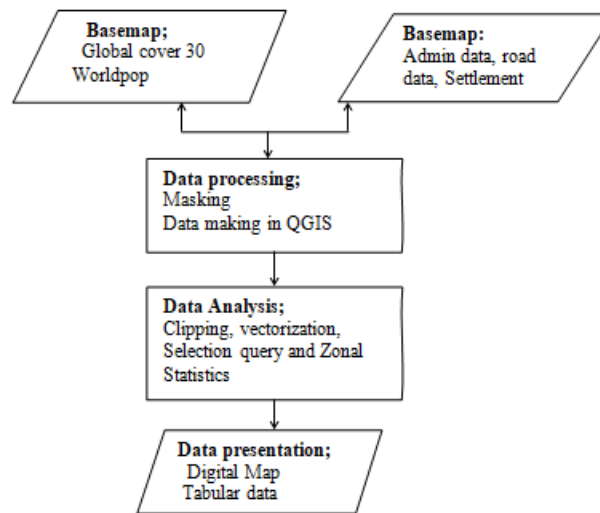 Basemap;
Global cover 30
Worldpop
Basemap:
Admin data, road
data, Settlement
Data processing;
Masking
Data making in QGIS
Data Analysis;
Clipping, vectorization,
Selection query and Zonal
Statistics
Data presentation;
Digital Map
Tabular data